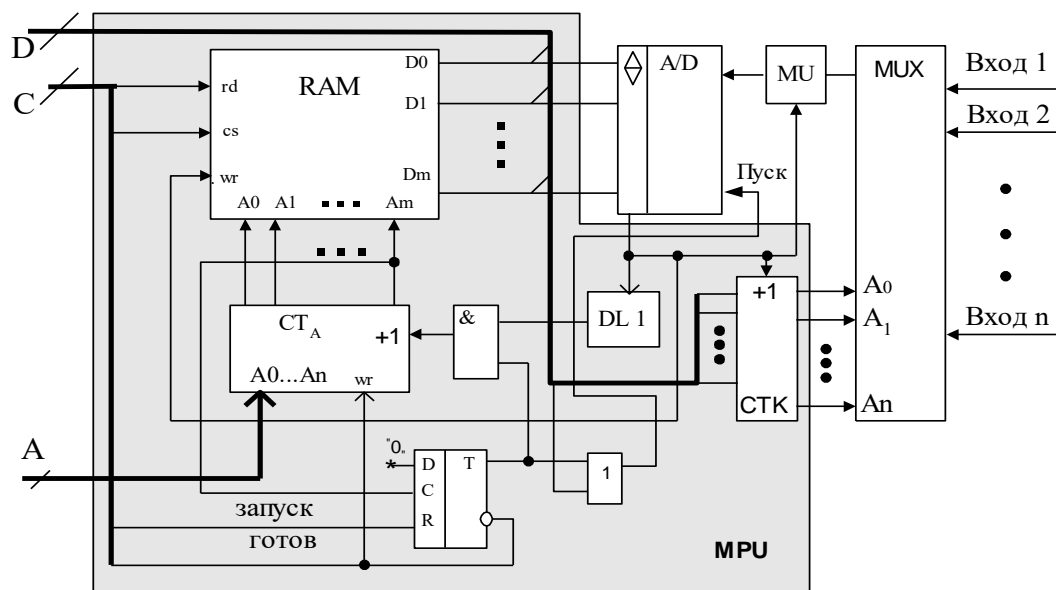 D
C
RAM
rd
cs
wr
D0
D1
Dm
A0 A1 Am
A/D
MU
MUX
Вход 1
Вход 2
Вход n
Пуск
CTA
+1
A0...An wr
&
DL 1
+1
CTK
A0
A1
An
A
"0„
*
D T
C
R
1
запуск
готов
MPU